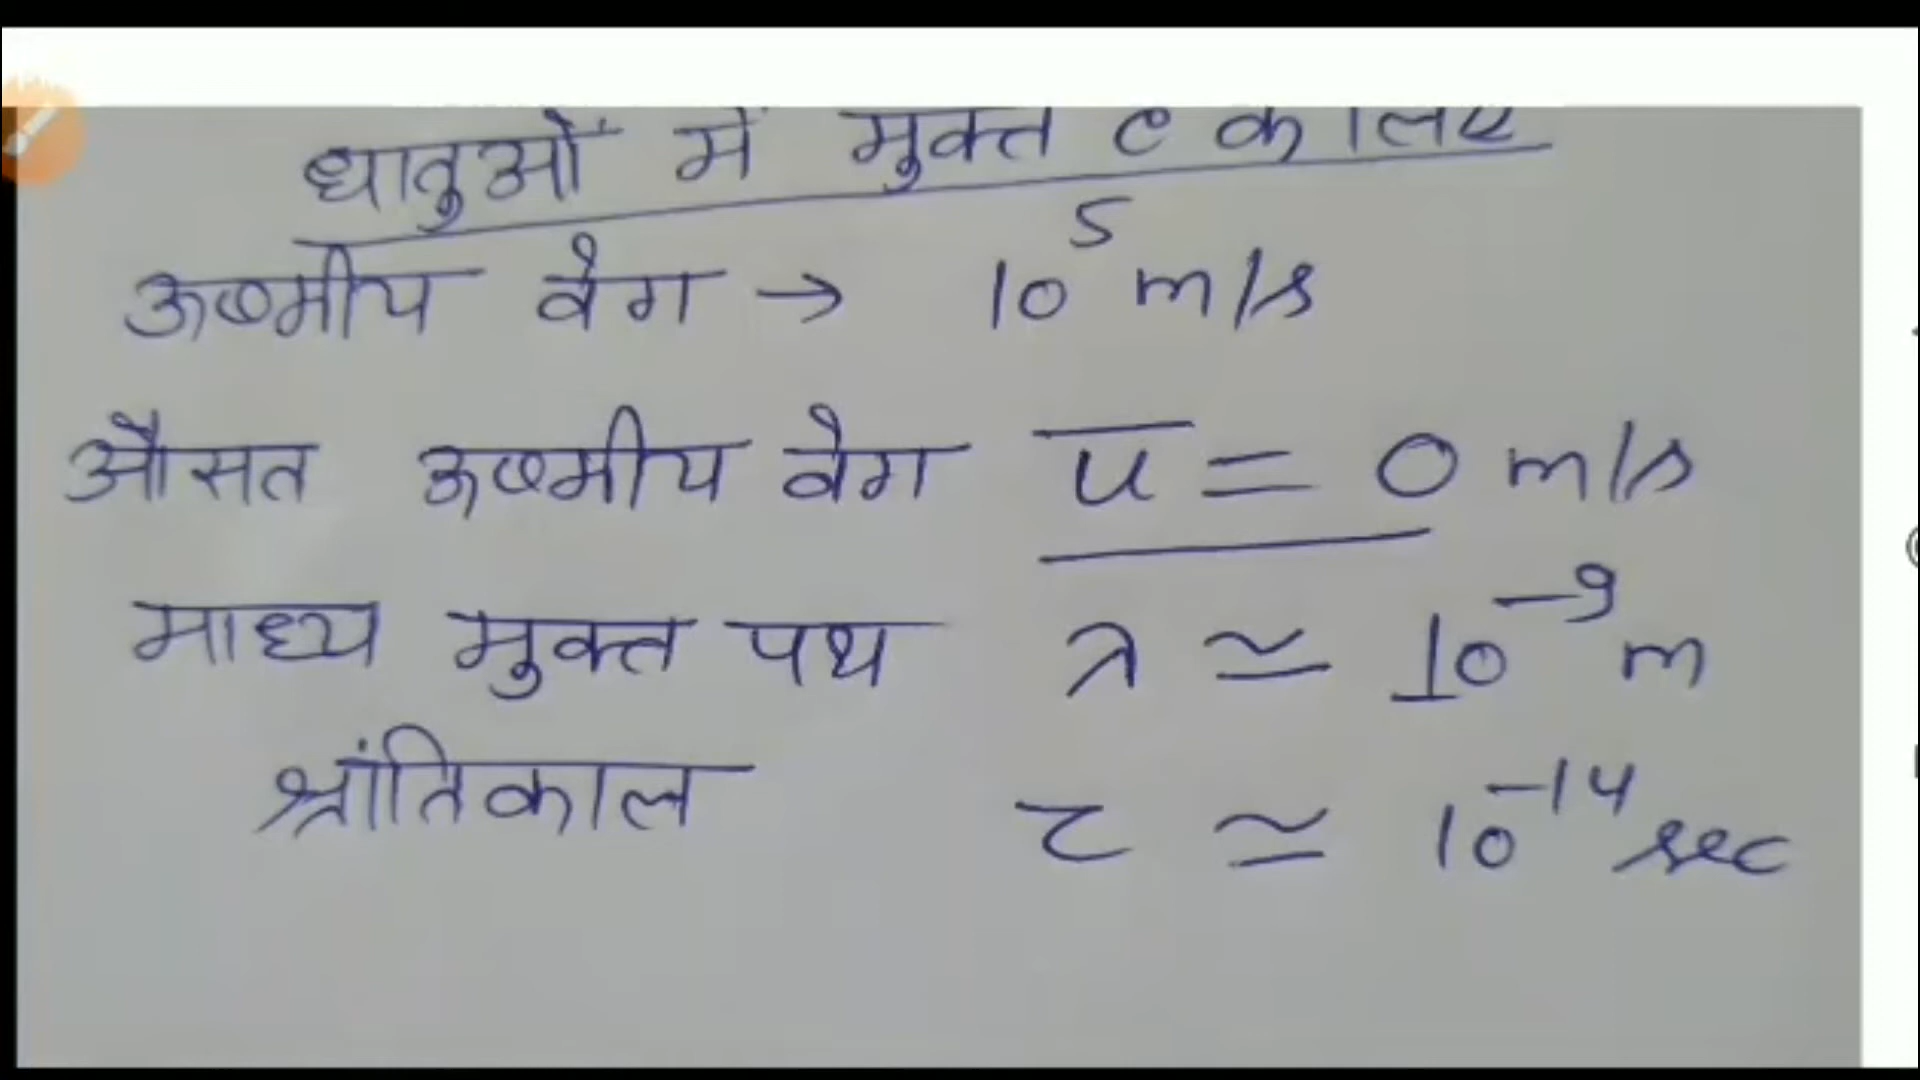 धातुओं में मुक्त e के लिए
ऊष्मीय वेग → 10⁵ m/s
औसत ऊष्मीय वेग u̅ = 0 m/s
माध्य मुक्त पथ λ ≃ 10⁻⁹ m
श्रांतिकाल τ ≃ 10⁻¹⁴ sec